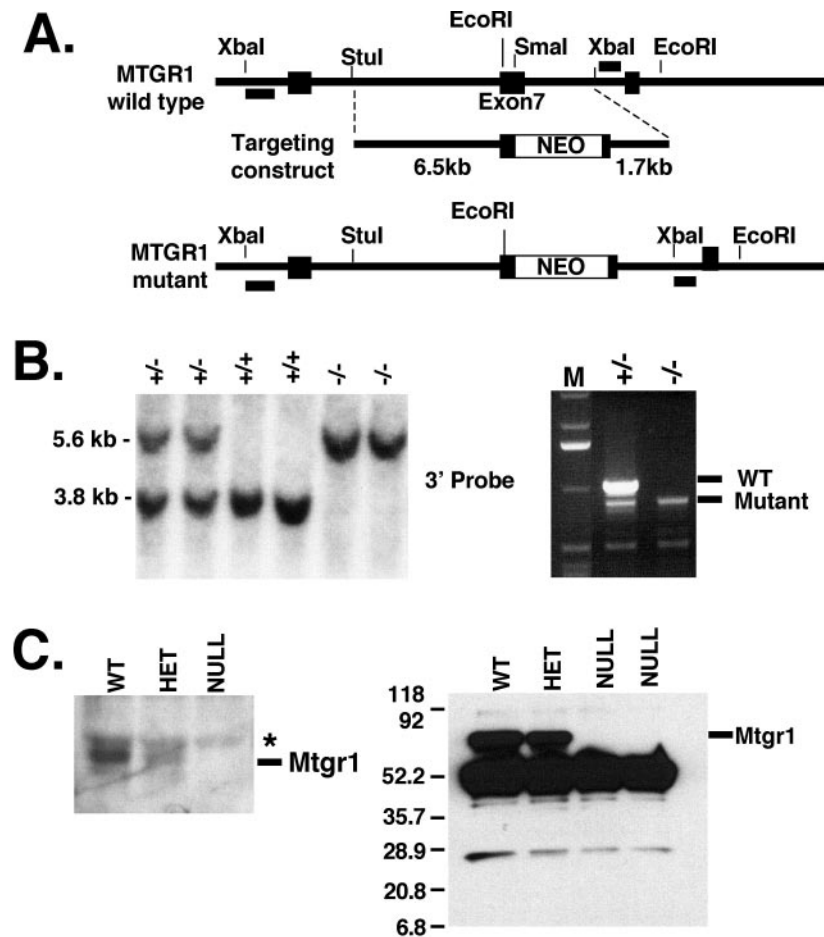 A.
EcoRI
XbaI StuI SmaI XbaI EcoRI
MTGR1
wild type
Exon7
Targeting
construct
NEO
6.5kb 1.7kb
EcoRI
XbaI StuI XbaI EcoRI
MTGR1
mutant
NEO
B.
+/- +/- +/+ +/+ -/- -/-
M +/- -/-
5.6 kb -
3.8 kb -
3’ Probe
WT
Mutant
C.
WT HET NULL
* 
Mtgr1
WT HET NULL NULL
118
92
52.2
35.7
28.9
20.8
6.8
Mtgr1